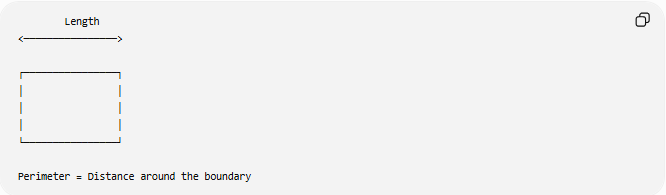 Length
Perimeter = Distance around the boundary